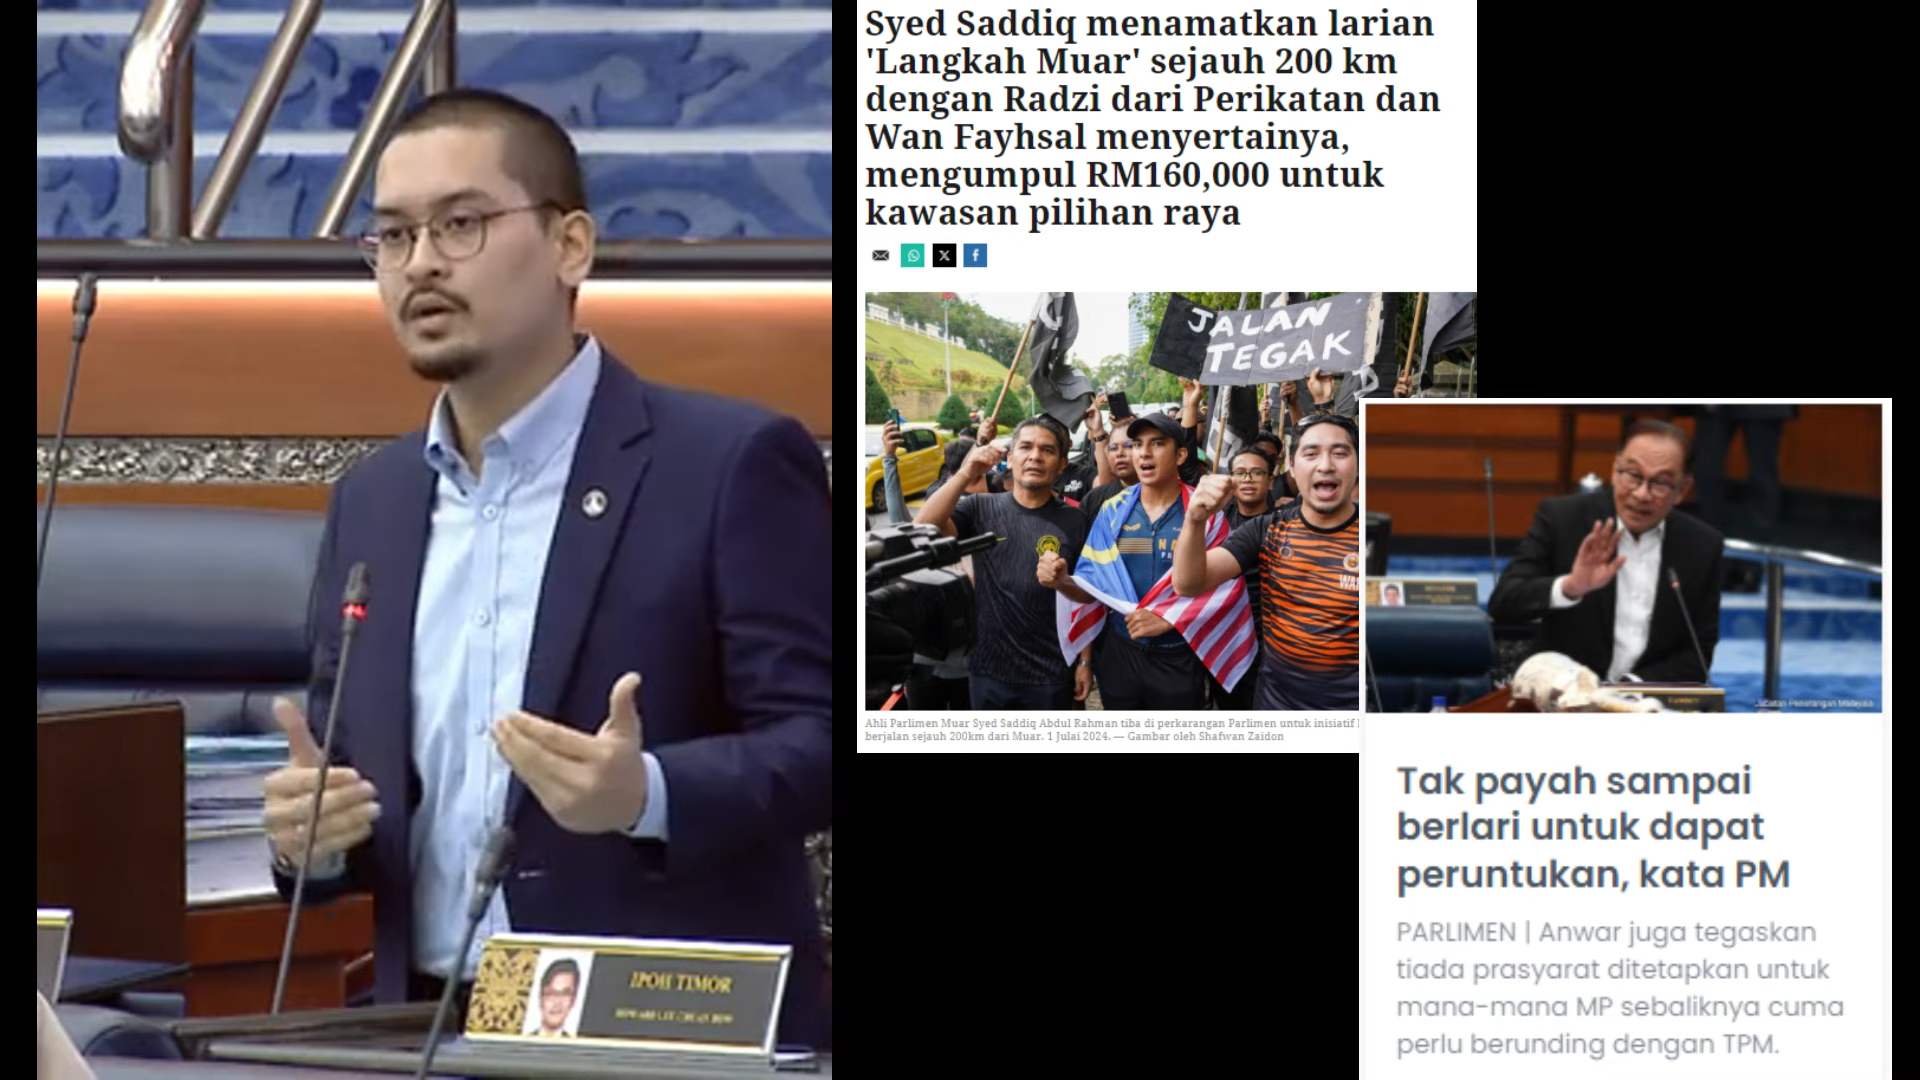 Syed Saddiq menamatkan larian
'Langkah Muar' sejauh 200 km
dengan Radzi dari Perikatan dan
Wan Fayhsal menyertainya,
mengumpul RM160,000 untuk
kawasan pilihan raya
JALAN
TEGAK
Ahli Parlimen Muar Syed Saddiq Abdul Rahman tiba di perkarangan Parlimen untuk inisiatif
berjalan sejauh 200km dari Muar. 1 Julai 2024. — Gambar oleh Shafwan Zaidon
Jabatan Penerangan Malaysia
Tak payah sampai
berlari untuk dapat
peruntukan, kata PM
PARLIMEN | Anwar juga tegaskan
tiada prasyarat ditetapkan untuk
mana-mana MP sebaliknya cuma
perlu berunding dengan TPM.
IPOH TIMOR